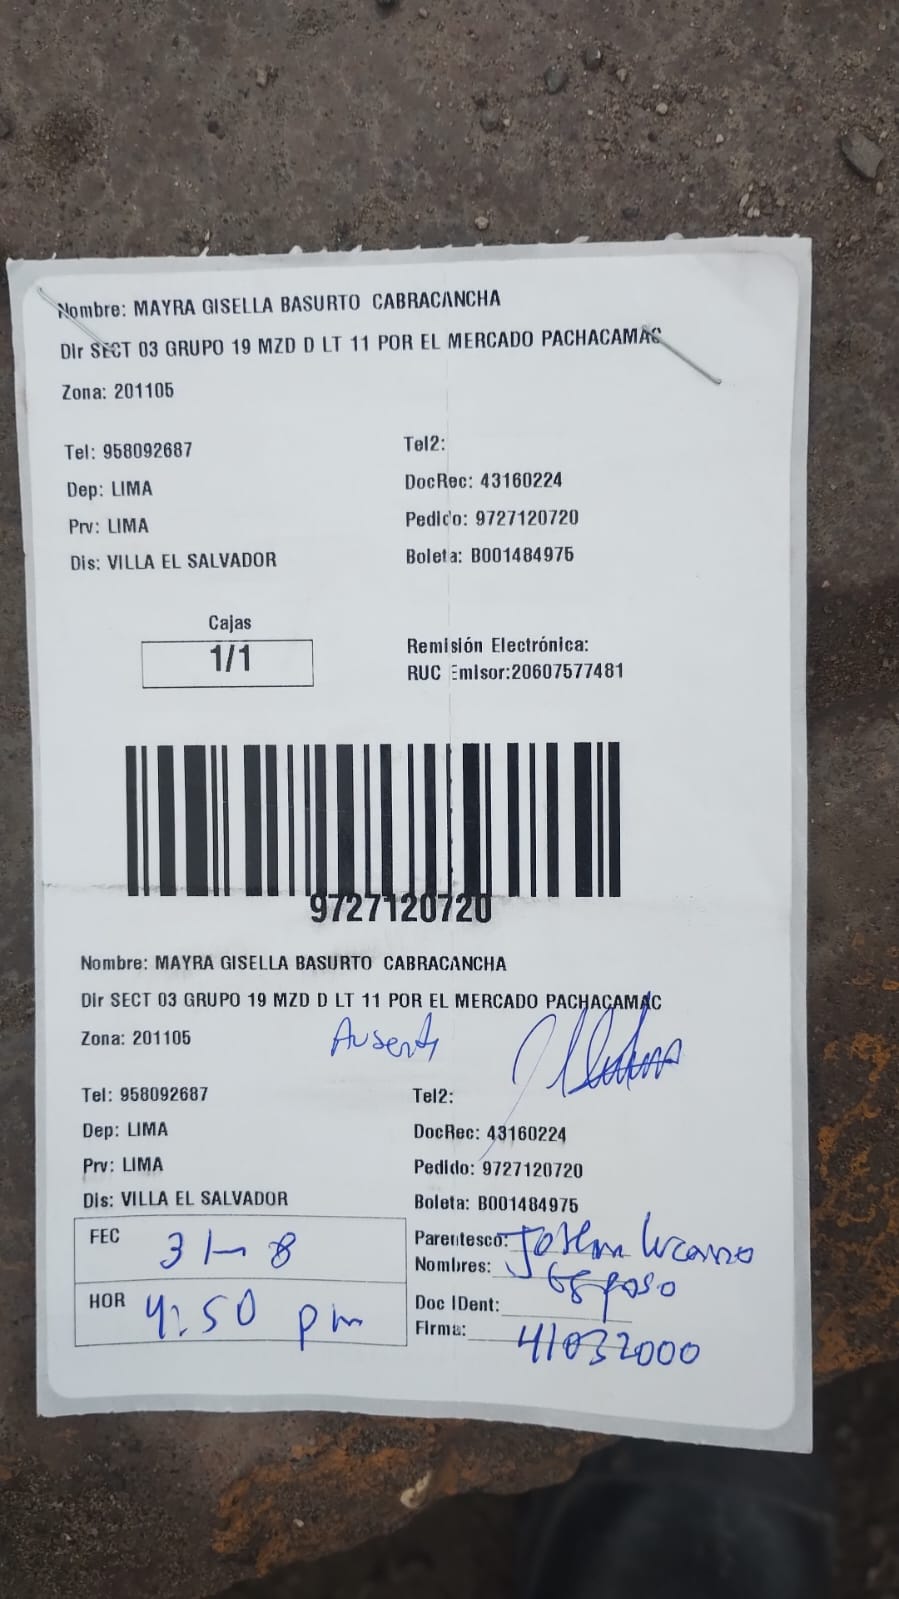 Nombre: MAYRA GISELLA BASURTO CABRACANCHA
Dir SECT 03 GRUPO 19 MZD D LT 11 POR EL MERCADO PACHACAMAC
Zona: 201105
Tel: 958092687 Tel2:
Dep: LIMA DocRec: 43160224
Prv: LIMA Pedido: 9727120720
Dis: VILLA EL SALVADOR Boleta: B001484975
Cajas
1/1
Remisión Electrónica:
RUC Emisor:20607577481
9727120720
Nombre: MAYRA GISELLA BASURTO CABRACANCHA
Dir SECT 03 GRUPO 19 MZD D LT 11 POR EL MERCADO PACHACAMAC
Zona: 201105
Tel: 958092687 Tel2:
Dep: LIMA DocRec: 43160224
Prv: LIMA Pedido: 9727120720
Dis: VILLA EL SALVADOR Boleta: B001484975
FEC 31-8 Parentesco:
Nombres: Esposo
HOR 4:50 pm Doc IDent:
Firma: 41032000